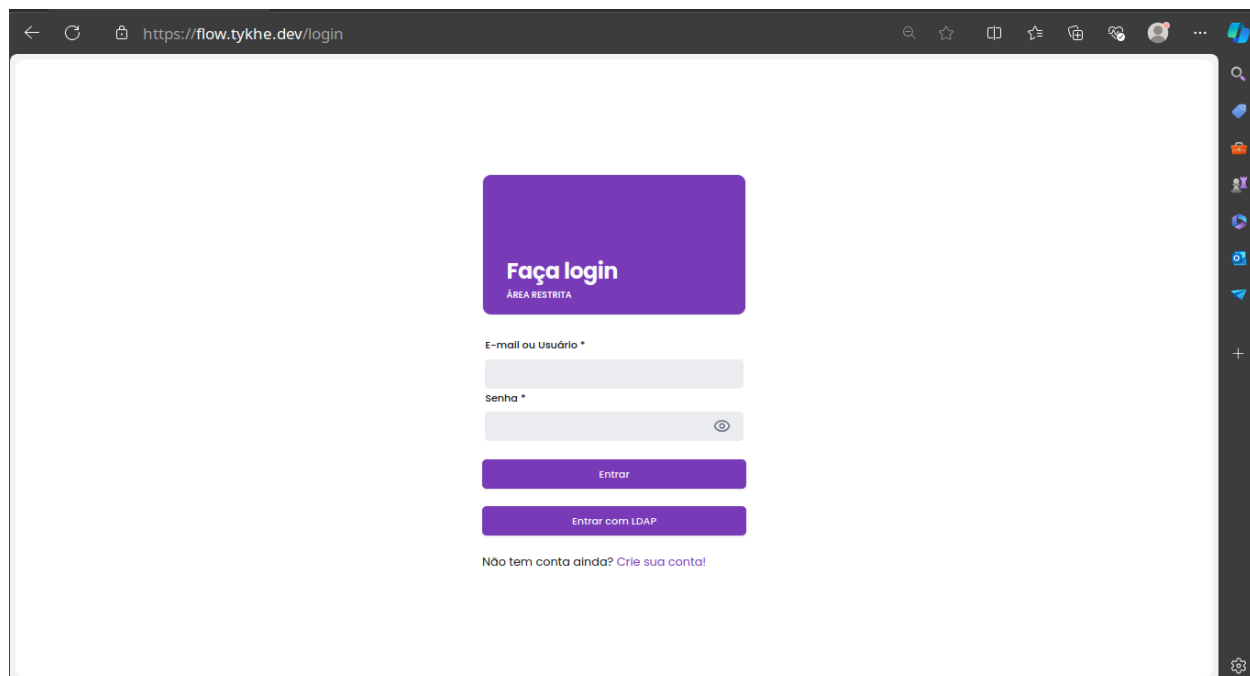 https://flow.tykhe.dev/login
Faça login
ÁREA RESTRITA
E-mail ou Usuário *
Senha *
Entrar
Entrar com LDAP
Não tem conta ainda? Crie sua conta!